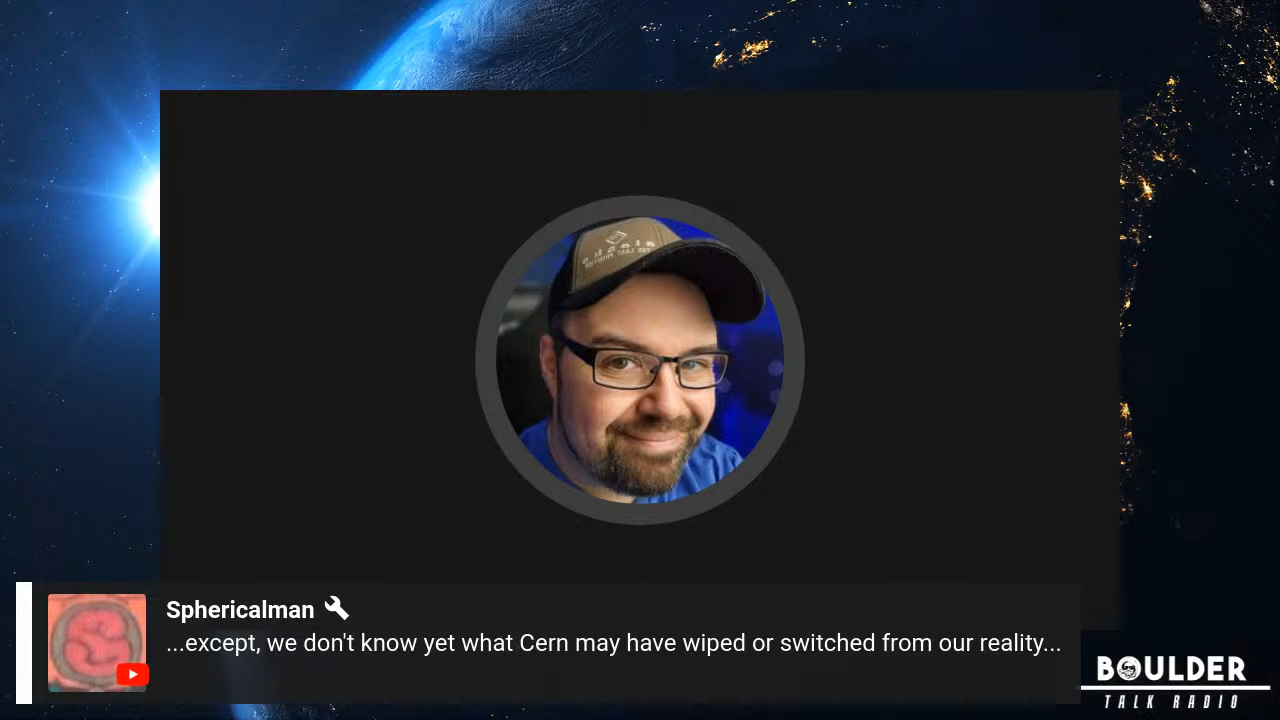 Sphericalman
...except, we don't know yet what Cern may have wiped or switched from our reality...
BOULDER
TALK RADIO